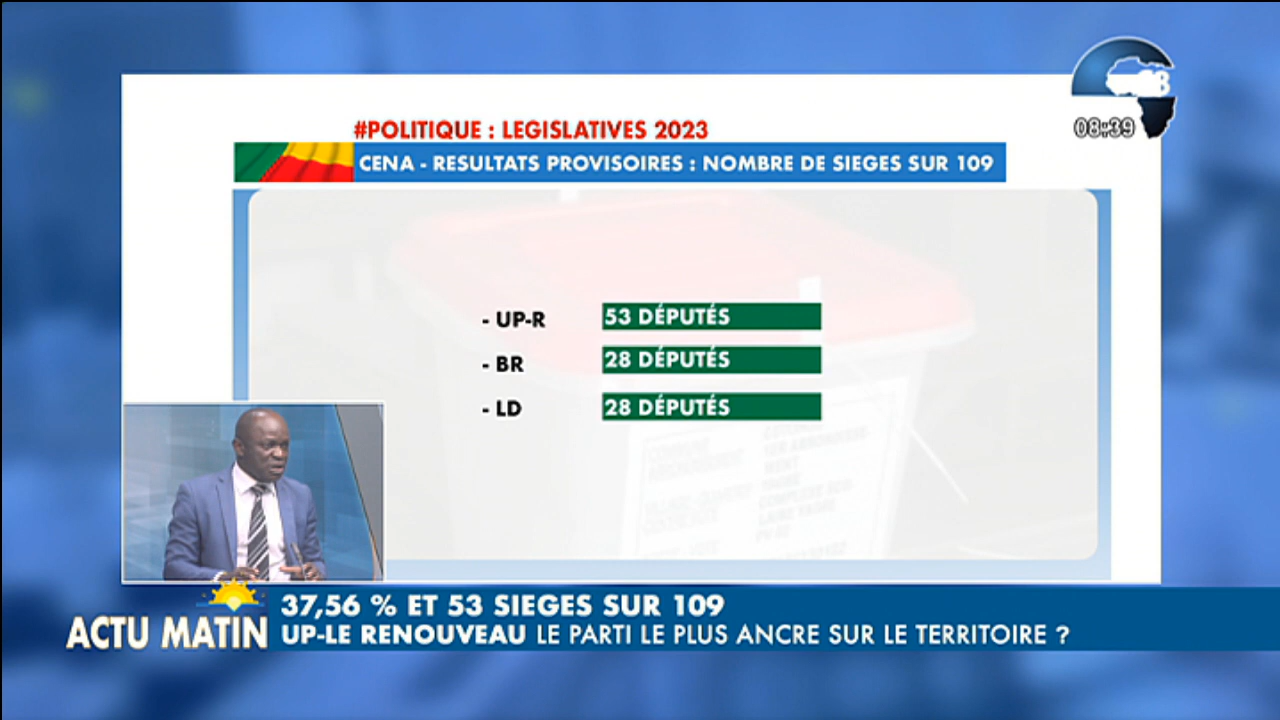 #POLITIQUE : LEGISLATIVES 2023
08:39
CENA - RESULTATS PROVISOIRES : NOMBRE DE SIEGES SUR 109
- UP-R 53 DÉPUTÉS
- BR 28 DÉPUTÉS
- LD 28 DÉPUTÉS
37,56 % ET 53 SIEGES SUR 109
ACTU MATIN UP-LE RENOUVEAU LE PARTI LE PLUS ANCRE SUR LE TERRITOIRE ?